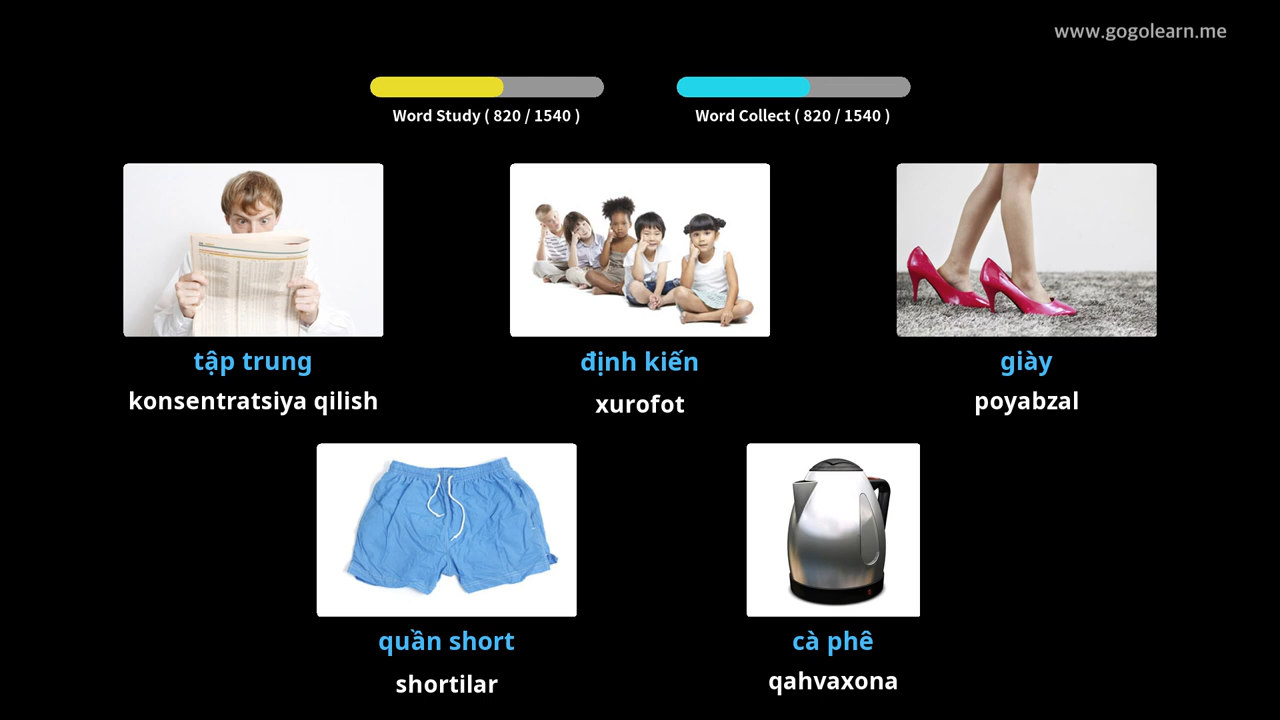 www.gogolearn.me
Word Study ( 820 / 1540 )
Word Collect ( 820 / 1540 )
tập trung
konsentratsiya qilish
định kiến
xurofot
giày
poyabzal
quần short
shortilar
cà phê
qahvaxona